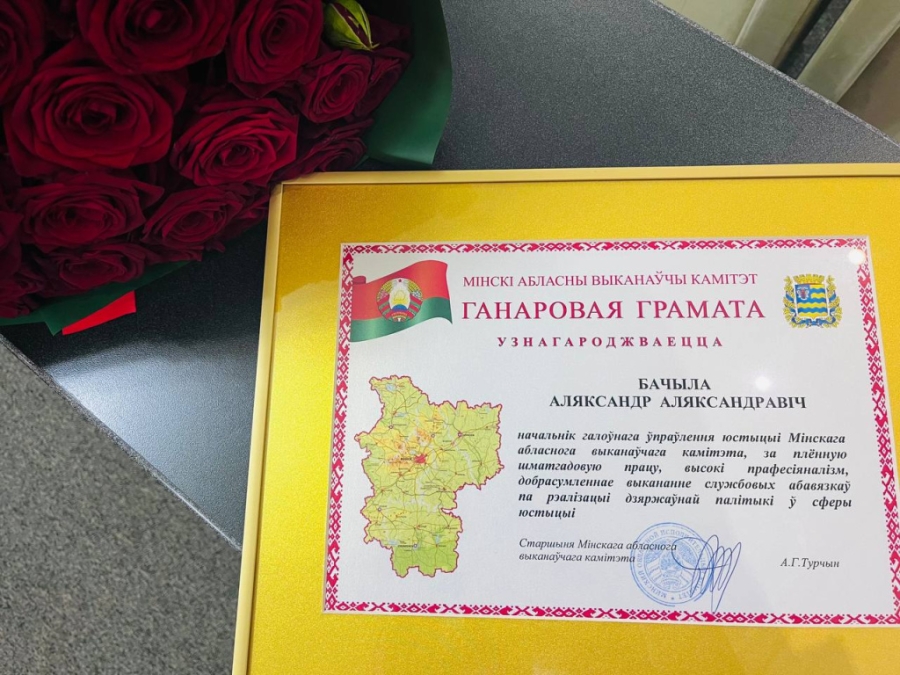 МІНСКІ АБЛАСНЫ ВЫКАНАЎЧЫ КАМІТЭТ
ГАНАРОВАЯ ГРАМАТА
УЗНАГАРОДЖВАЕЦЦА
БАЧЫЛА
АЛЯКСАНДР АЛЯКСАНДРАВІЧ
начальнік галоўнага ўпраўлення юстыцыі Мінскага
абласнога выканаўчага камітэта, за плённую
шматгадовую працу, высокі прафесіяналізм,
добрасумленнае выкананне службовых абавязкаў
па рэалізацыі дзяржаўнай палітыкі ў сферы
юстыцыі
Старшыня Мінскага абласнога
выканаўчага камітэта
А.Г.Турчын